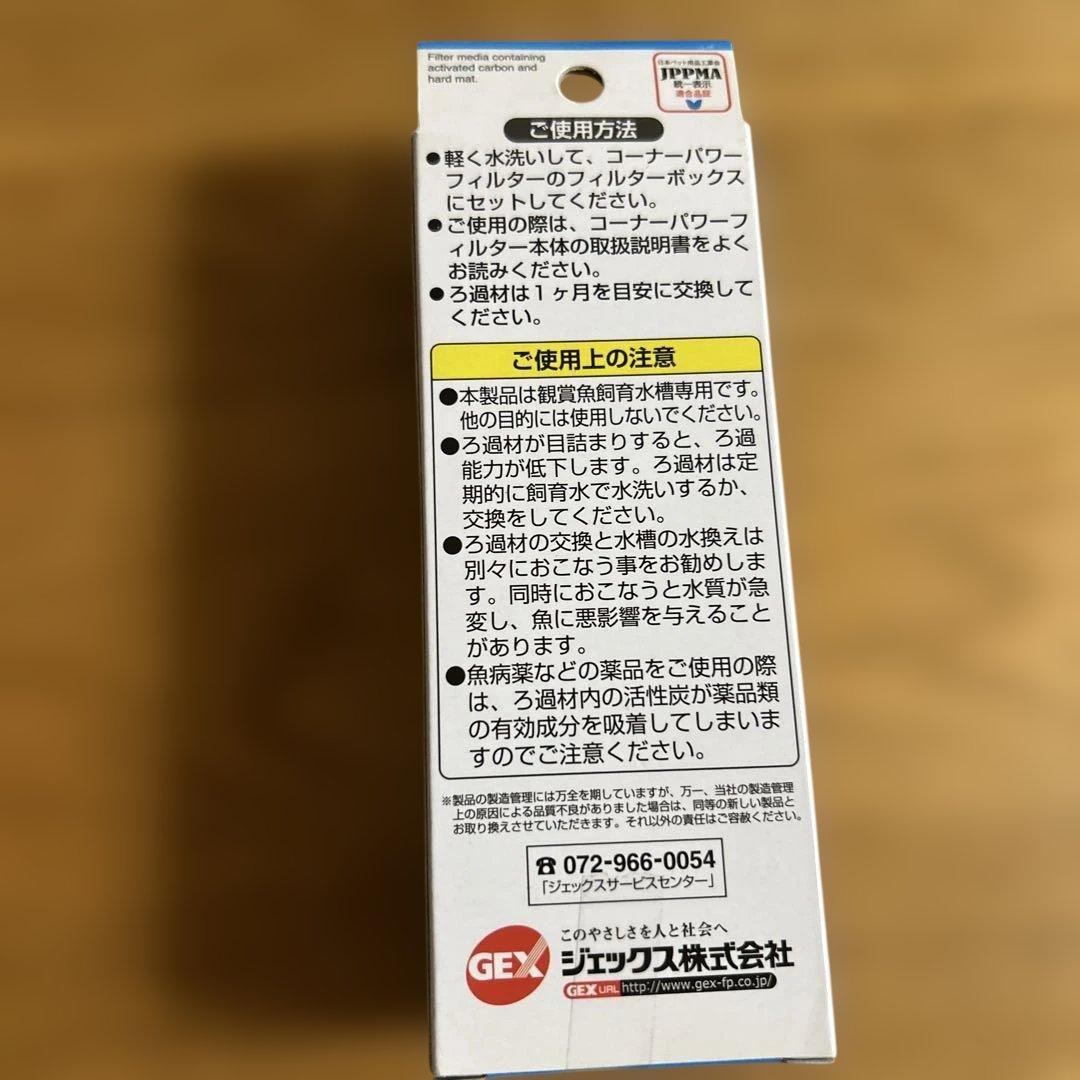 Filter media containing
activated carbon and
hard mat.
日本ペット用品工業会
JPPMA
統一表示
適合品証
ご使用方法
●軽く水洗いして、コーナーパワー
フィルターのフィルターボックス
にセットしてください。
●ご使用の際は、コーナーパワーフ
ィルター本体の取扱説明書をよく
お読みください。
●ろ過材は1ヶ月を目安に交換して
ください。
ご使用上の注意
●本製品は観賞魚飼育水槽専用です。
他の目的には使用しないでください。
●ろ過材が目詰まりすると、ろ過
能力が低下します。ろ過材は定
期的に飼育水で水洗いするか、
交換をしてください。
●ろ過材の交換と水槽の水換えは
別々におこなう事をお勧めしま
す。同時におこなうと水質が急
変し、魚に悪影響を与えること
があります。
●魚病薬などの薬品をご使用の際
は、ろ過材内の活性炭が薬品類
の有効成分を吸着してしまいま
すのでご注意ください。
※製品の製造管理には万全を期していますが、万一、当社の製造管理
上の原因による品質不良がありました場合は、同等の新しい製品と
お取り換えさせていただきます。それ以外の責任はご容赦ください。
☎ 072-966-0054
「ジェックスサービスセンター」
GEX
このやさしさを人と社会へ
ジェックス株式会社
GEX URL http://www.gex-fp.co.jp/